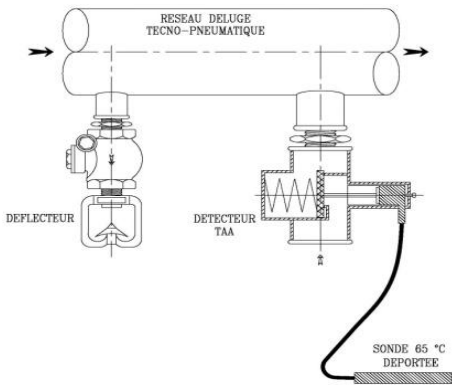 RESEAU DELUGE
TECNO-PNEUMATIQUE
DEFLECTEUR
DETECTEUR
TAA
SONDE 65 °C
DEPORTEE